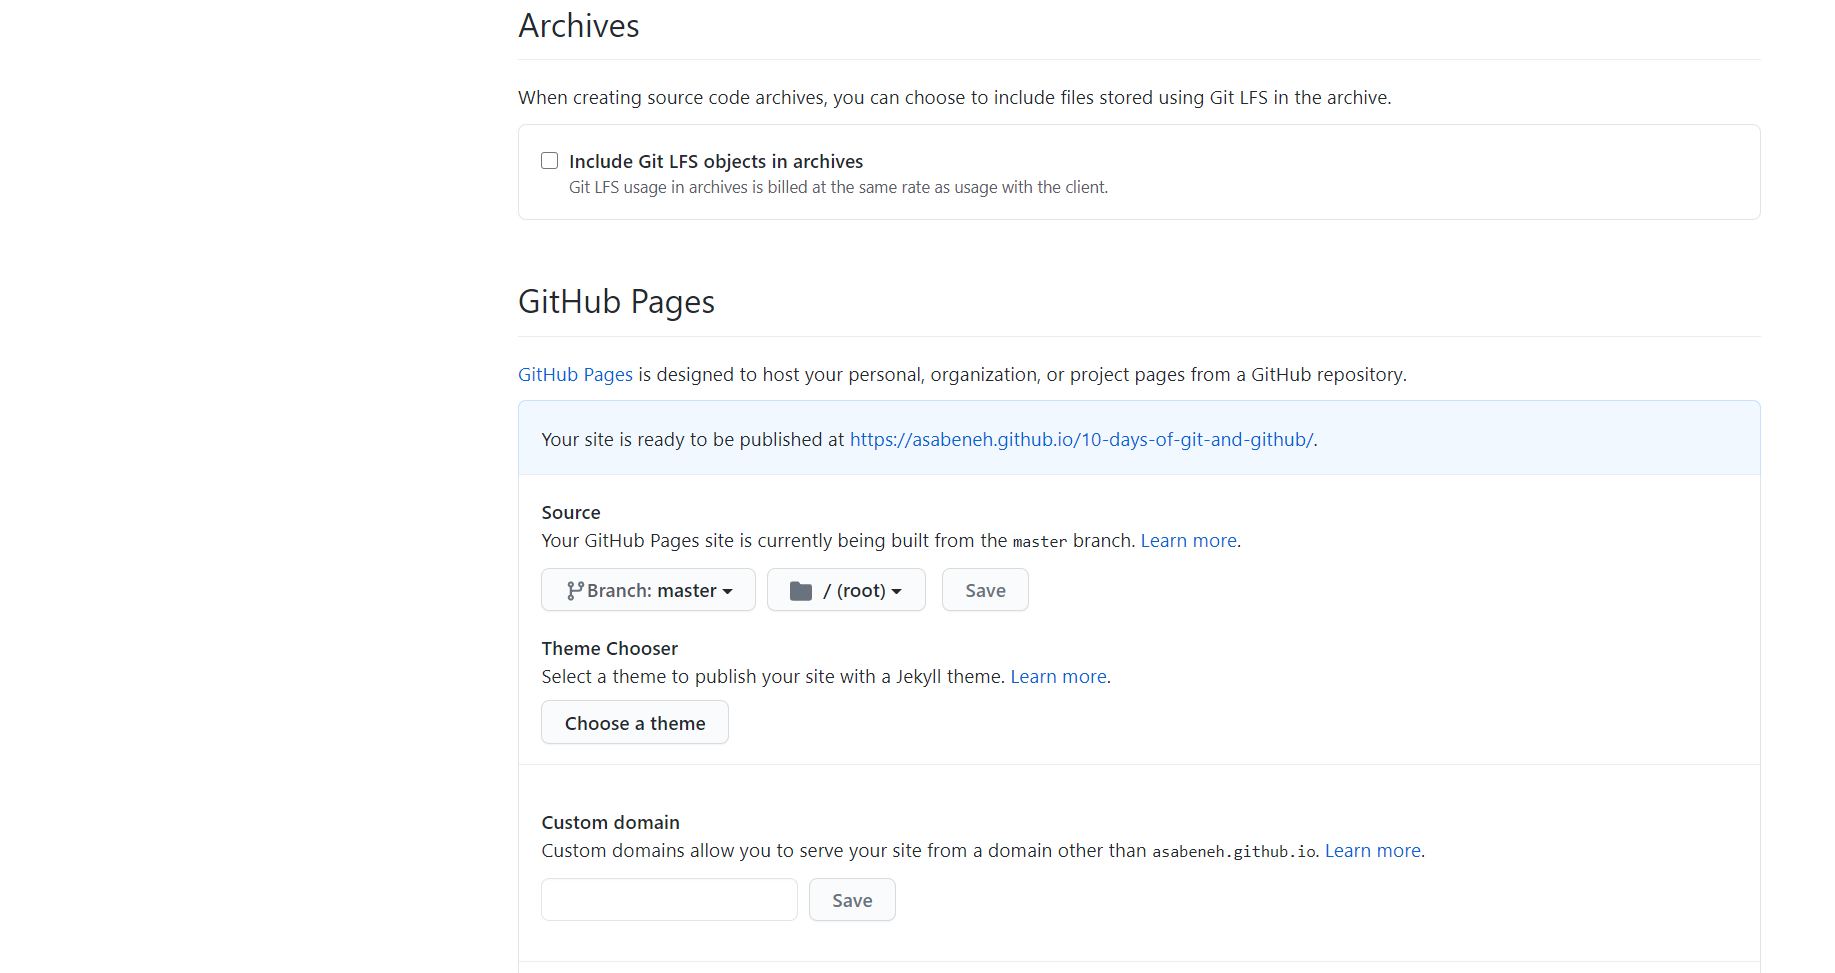 Archives
When creating source code archives, you can choose to include files stored using Git LFS in the archive.
Include Git LFS objects in archives
Git LFS usage in archives is billed at the same rate as usage with the client.
GitHub Pages
GitHub Pages is designed to host your personal, organization, or project pages from a GitHub repository.
Your site is ready to be published at https://asabeneh.github.io/10-days-of-git-and-github/.
Source
Your GitHub Pages site is currently being built from the master branch. Learn more.
Branch: master / (root) Save
Theme Chooser
Select a theme to publish your site with a Jekyll theme. Learn more.
Choose a theme
Custom domain
Custom domains allow you to serve your site from a domain other than asabeneh.github.io. Learn more.
Save